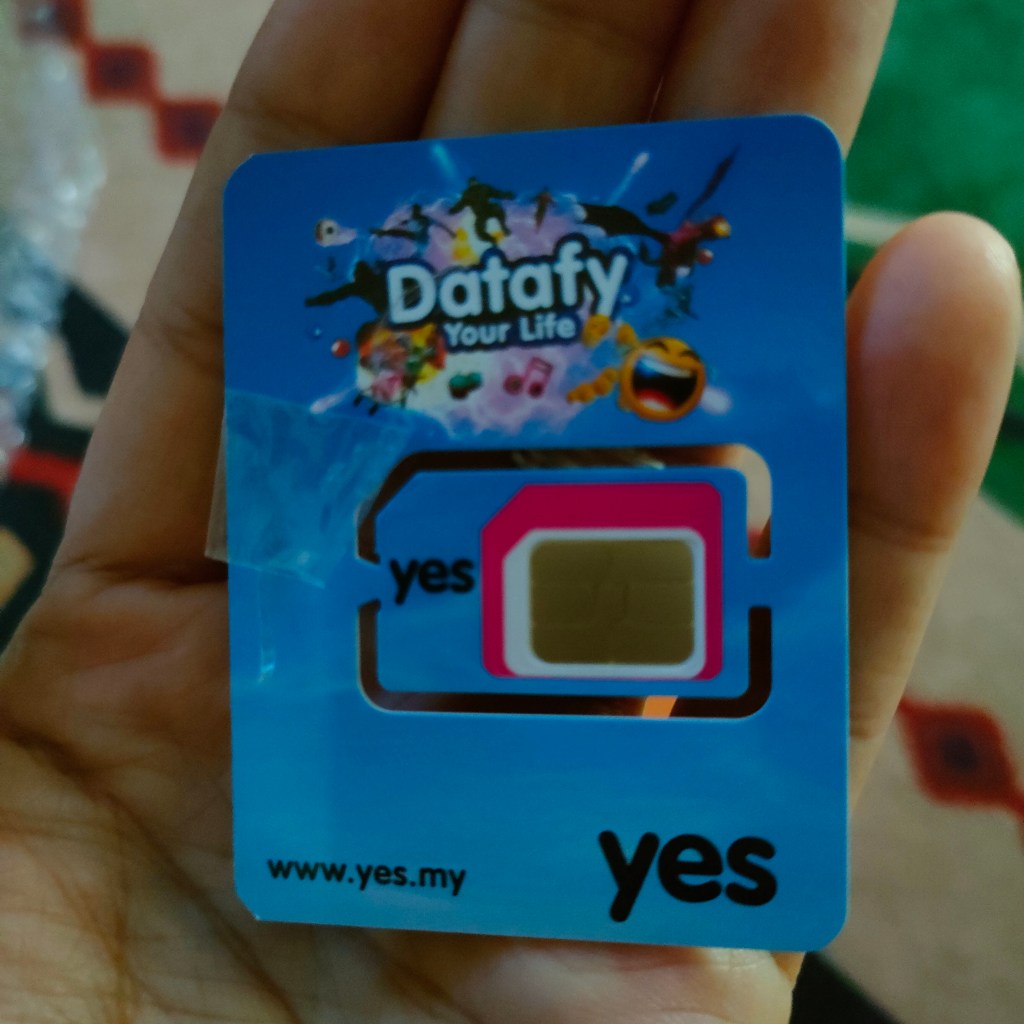 Datafy
Your Life
yes
www.yes.my
yes